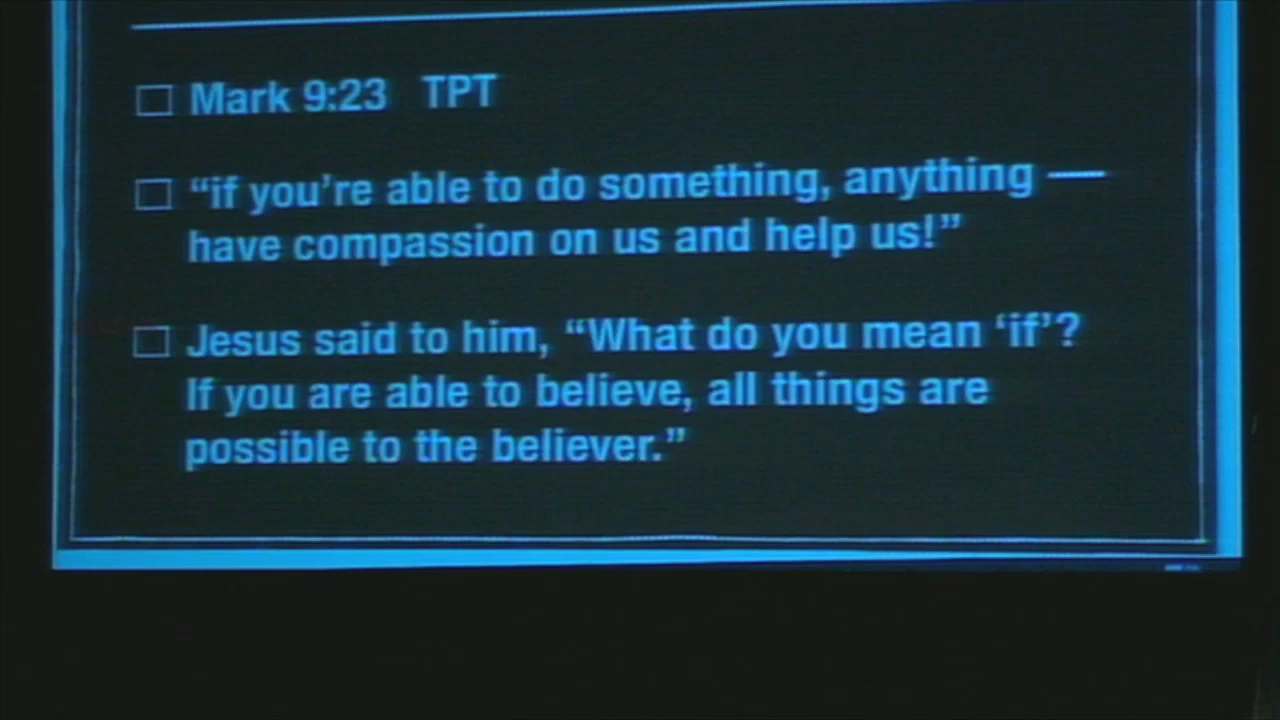 Mark 9:23 TPT
“if you’re able to do something, anything —
have compassion on us and help us!”
Jesus said to him, “What do you mean ‘if’?
If you are able to believe, all things are
possible to the believer.”